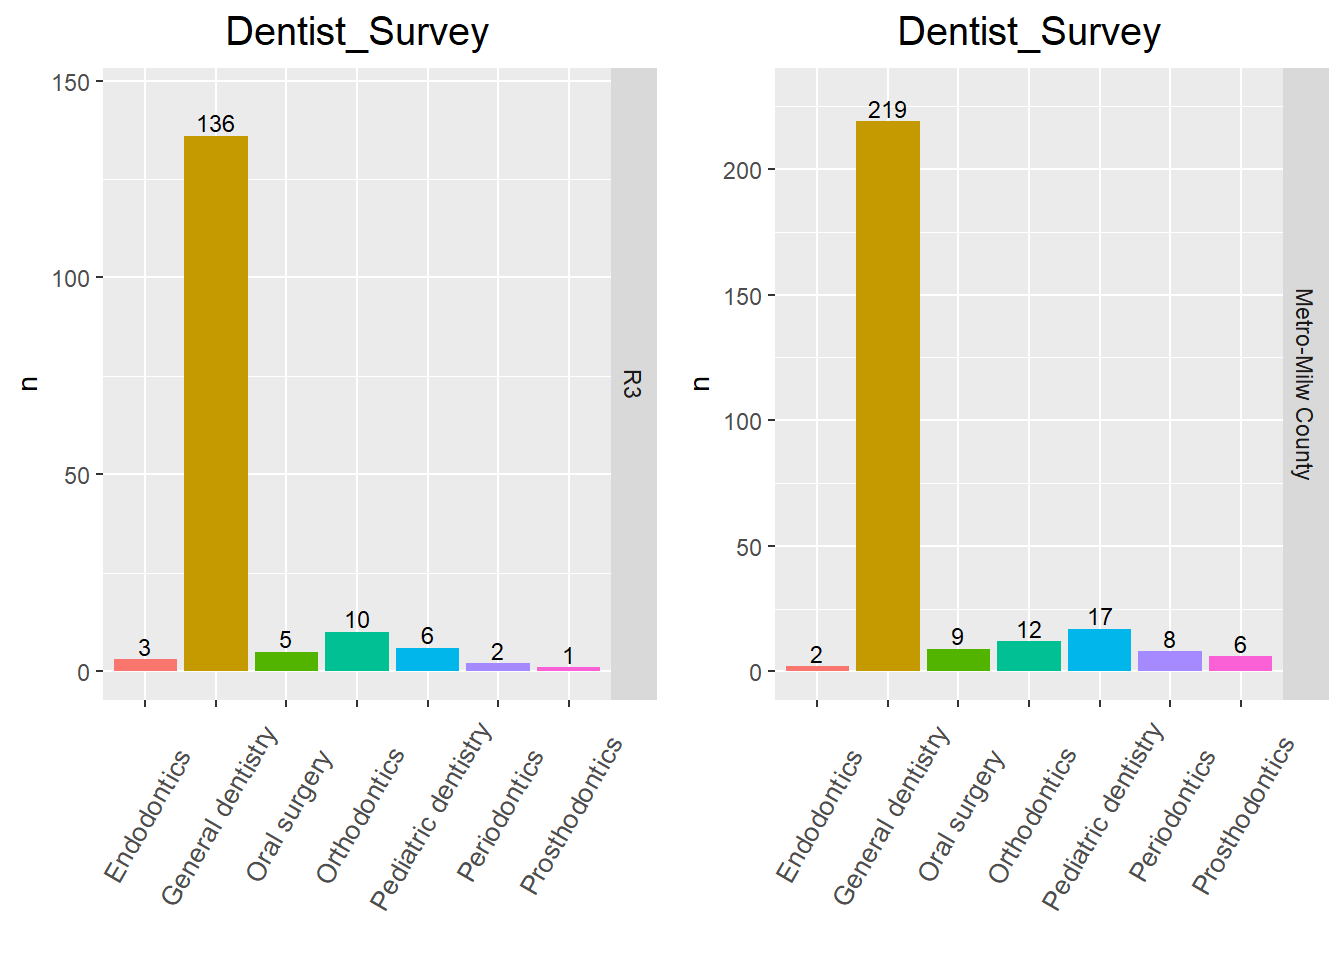 Dentist_Survey
150
100
50
0
n
136
3
5
10
6
2
1
R3
Endodontics
General dentistry
Oral surgery
Orthodontics
Pediatric dentistry
Periodontics
Prosthodontics
Dentist_Survey
200
150
100
50
0
n
219
2
9
12
17
8
6
Metro-Milw County
Endodontics
General dentistry
Oral surgery
Orthodontics
Pediatric dentistry
Periodontics
Prosthodontics